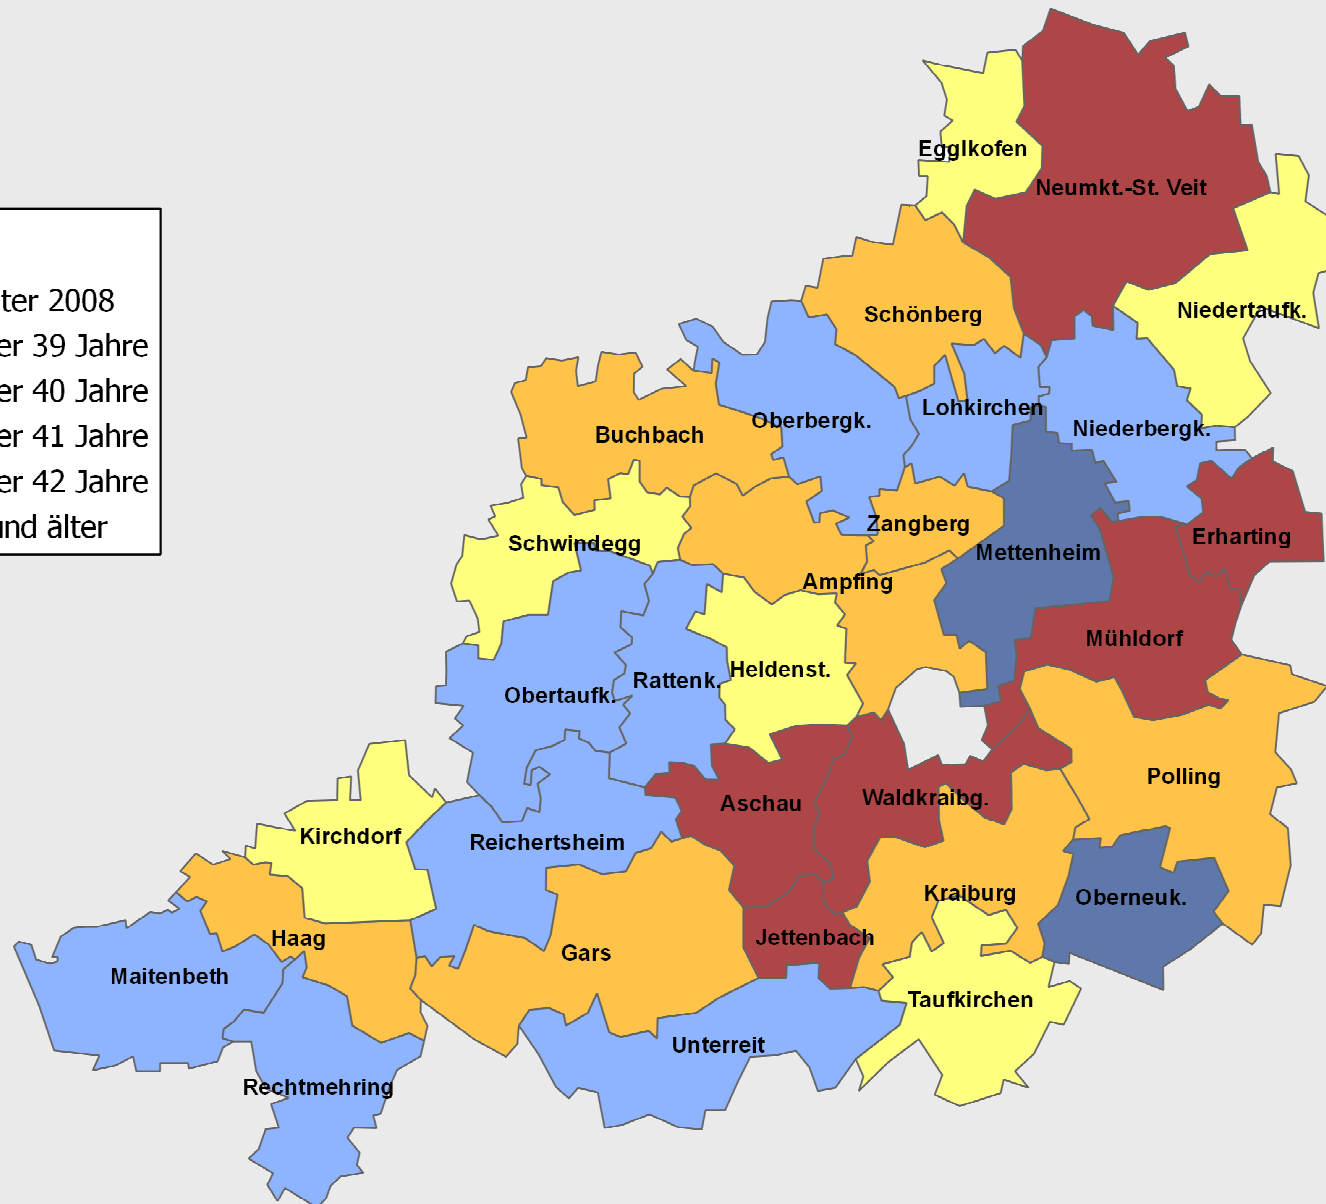 ter 2008
er 39 Jahre
er 40 Jahre
er 41 Jahre
er 42 Jahre
und älter
Egglkofen
Neumkt.-St. Veit
Schönberg
Niedertaufk.
Lohkirchen
Oberbergk.
Niederbergk.
Buchbach
Zangberg
Erharting
Schwindegg
Mettenheim
Ampfing
Mühldorf
Heldenst.
Rattenk.
Obertaufk.
Polling
Waldkraibg.
Aschau
Kirchdorf
Reichertsheim
Kraiburg
Oberneuk.
Haag
Jettenbach
Gars
Maitenbeth
Taufkirchen
Unterreit
Rechtmehring